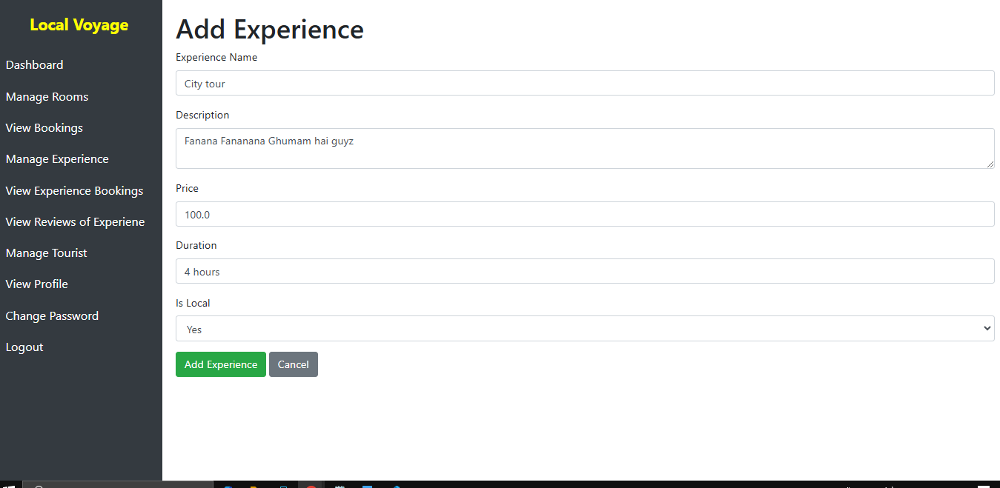 Local Voyage
Dashboard
Manage Rooms
View Bookings
Manage Experience
View Experience Bookings
View Reviews of Experiene
Manage Tourist
View Profile
Change Password
Logout
Add Experience
Experience Name
City tour
Description
Fanana Fananana Ghumam hai guyz
Price
100.0
Duration
4 hours
Is Local
Yes
Add Experience Cancel